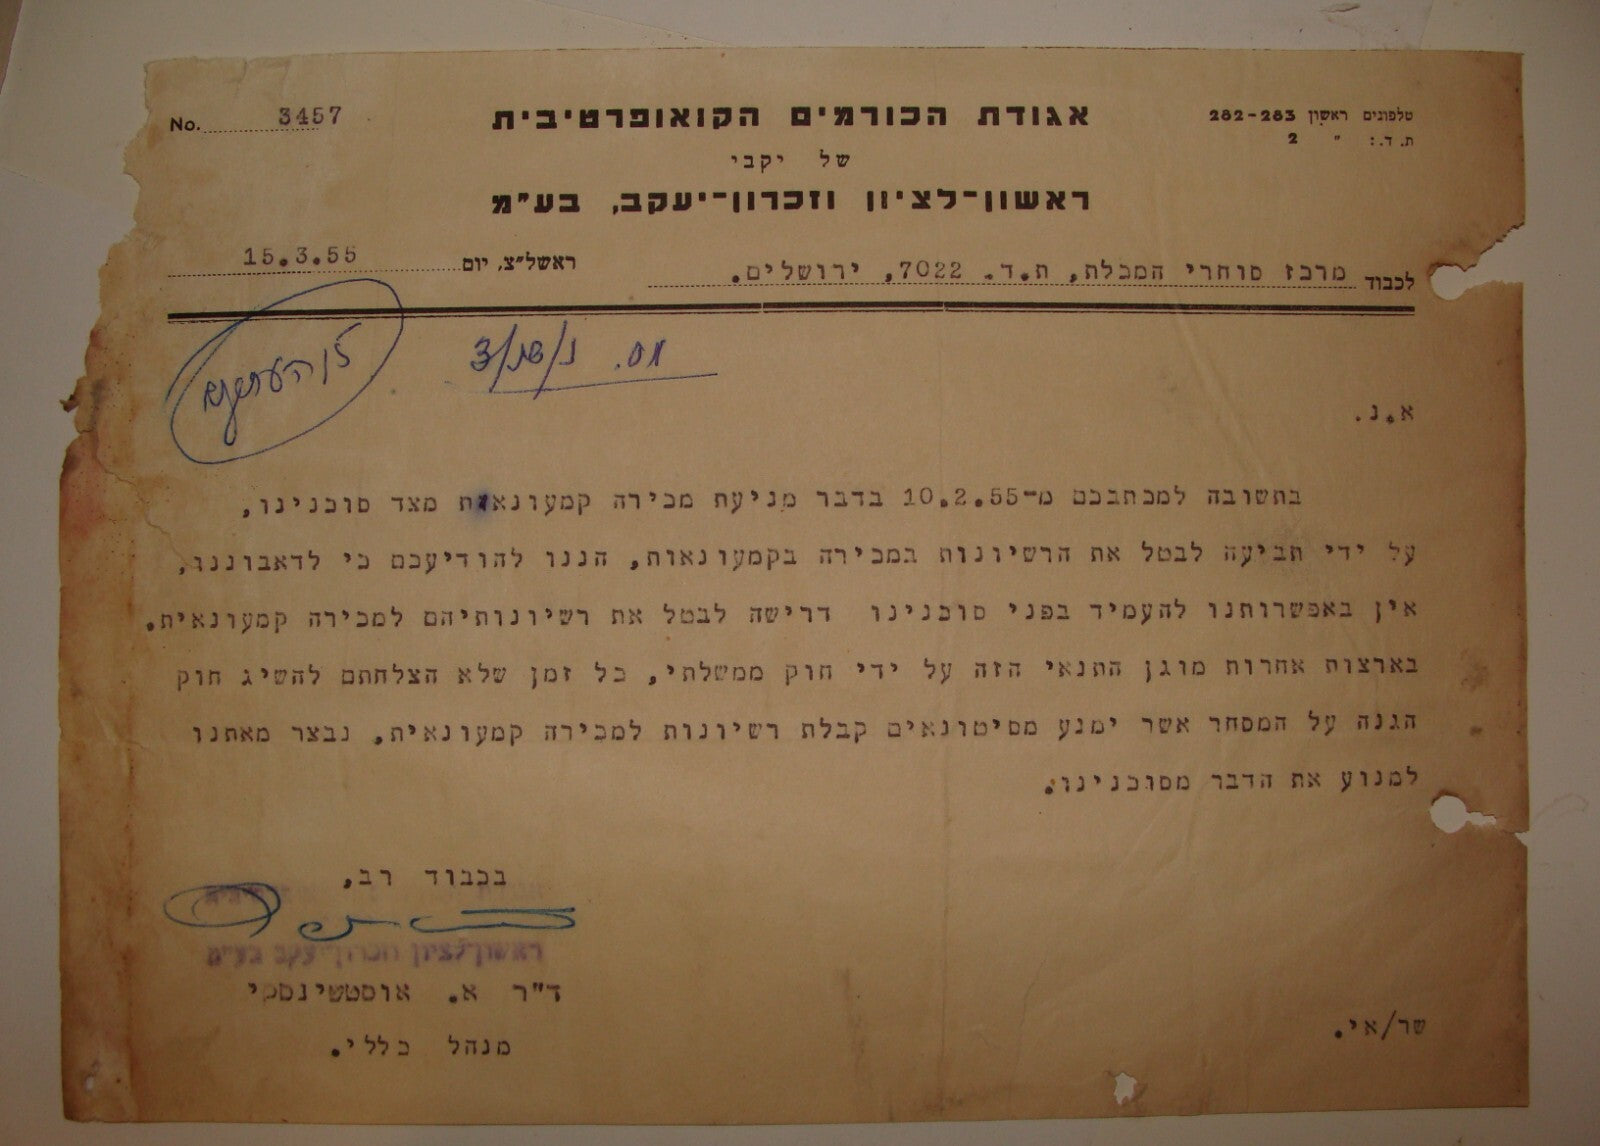 No. 3457
אגודת הכורמים הקואופרטיבית
טלפונים ראשון 282-283
ת. ד.: " 2
של יקבי
ראשון-לציון וזכרון-יעקב, בע"מ
ראשל"צ, יום 15.3.55
לכבוד מרכז סוחרי המכלת, ת.ד. 7022, ירושלים.
א.נ.
בתשובה למכתבכם מ-10.2.55 בדבר מניעת מכירה קמעונאית מצד סוכנינו,
על ידי תביעה לבטל את הרשיונות במכירה בקמעונאות, הננו להודיעכם כי לדאבוננו,
אין באפשרותנו להעמיד בפני סוכנינו דרישה לבטל את רשיונותיהם למכירה קמעונאית.
בארצות אחרות מוגן התנאי הזה על ידי חוק ממשלתי, כל זמן שלא הצלחתם להשיג חוק
הגנה על המסחר אשר ימנע מסיטונאים קבלת רשיונות למכירה קמעונאית, נבצר מאתנו
למנוע את הדבר מסוכנינו.
בכבוד רב,
ראשון-לציון וזכרון-יעקב בע"מ
ד"ר א. אוסטשינסקי
מנהל כללי.
שר/אי.